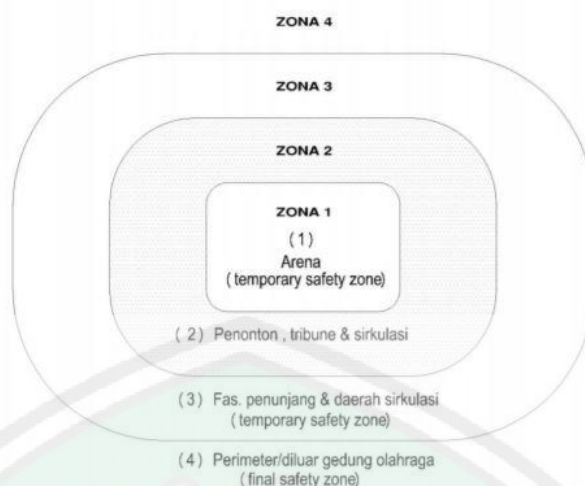 ZONA 4
ZONA 3
ZONA 2
ZONA 1
( 1 )
Arena
( temporary safety zone)
( 2 ) Penonton , tribune & sirkulasi
( 3 ) Fas. penunjang & daerah sirkulasi
( temporary safety zone)
( 4 ) Perimeter/diluar gedung olahraga
( final safety zone)